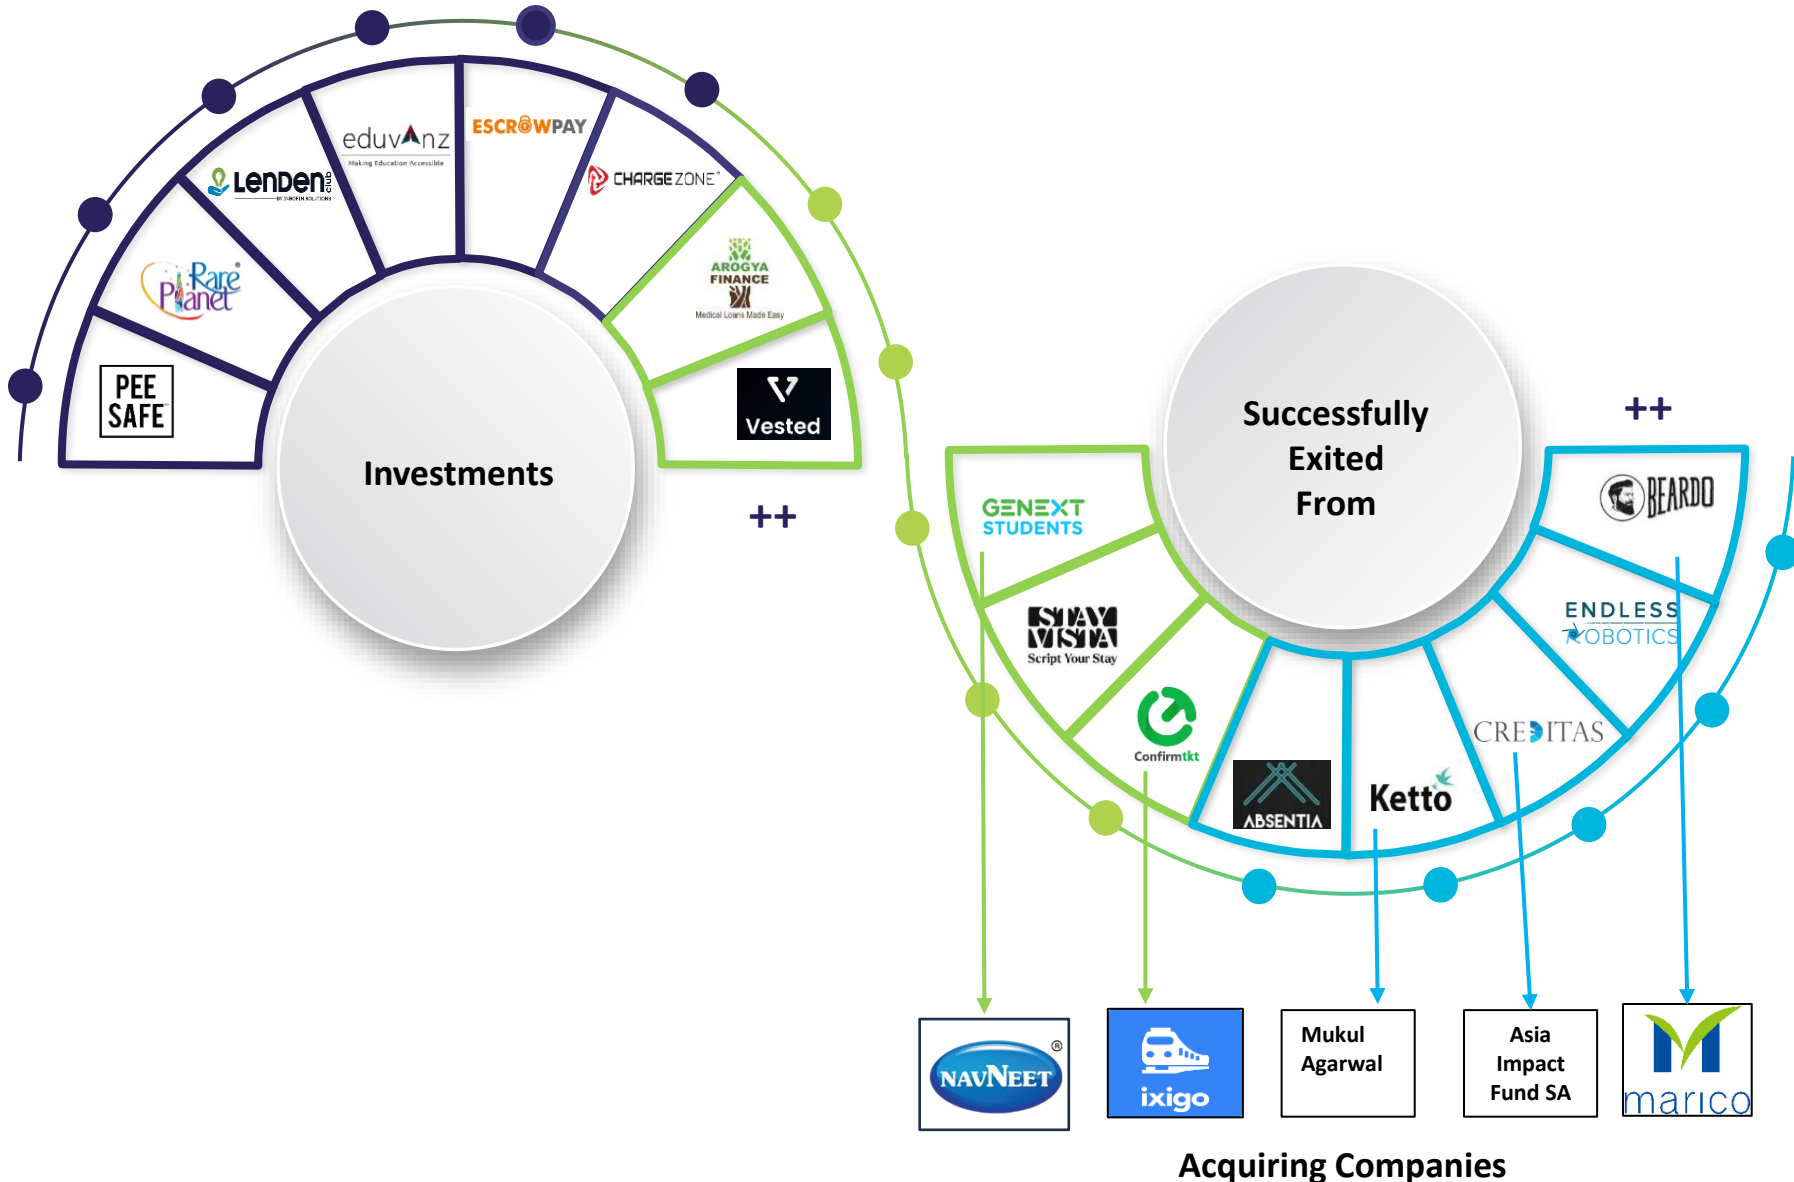 PEE
SAFE
Rare
Planet
LenDen club
eduvAnz
Making Education Accessible
ESCROWPAY
CHARGEZONE
AROGYA
FINANCE
Medical Loans Made Easy
Vested
Investments
++
Successfully
Exited
From
++
GENEXT
STUDENTS
STAY
VISTA
Script Your Stay
Confirmtkt
ABSENTIA
Ketto
CREDITAS
ENDLESS
ROBOTICS
BEARDO
NAVNEET ®
ixigo
Mukul
Agarwal
Asia
Impact
Fund SA
marico
Acquiring Companies